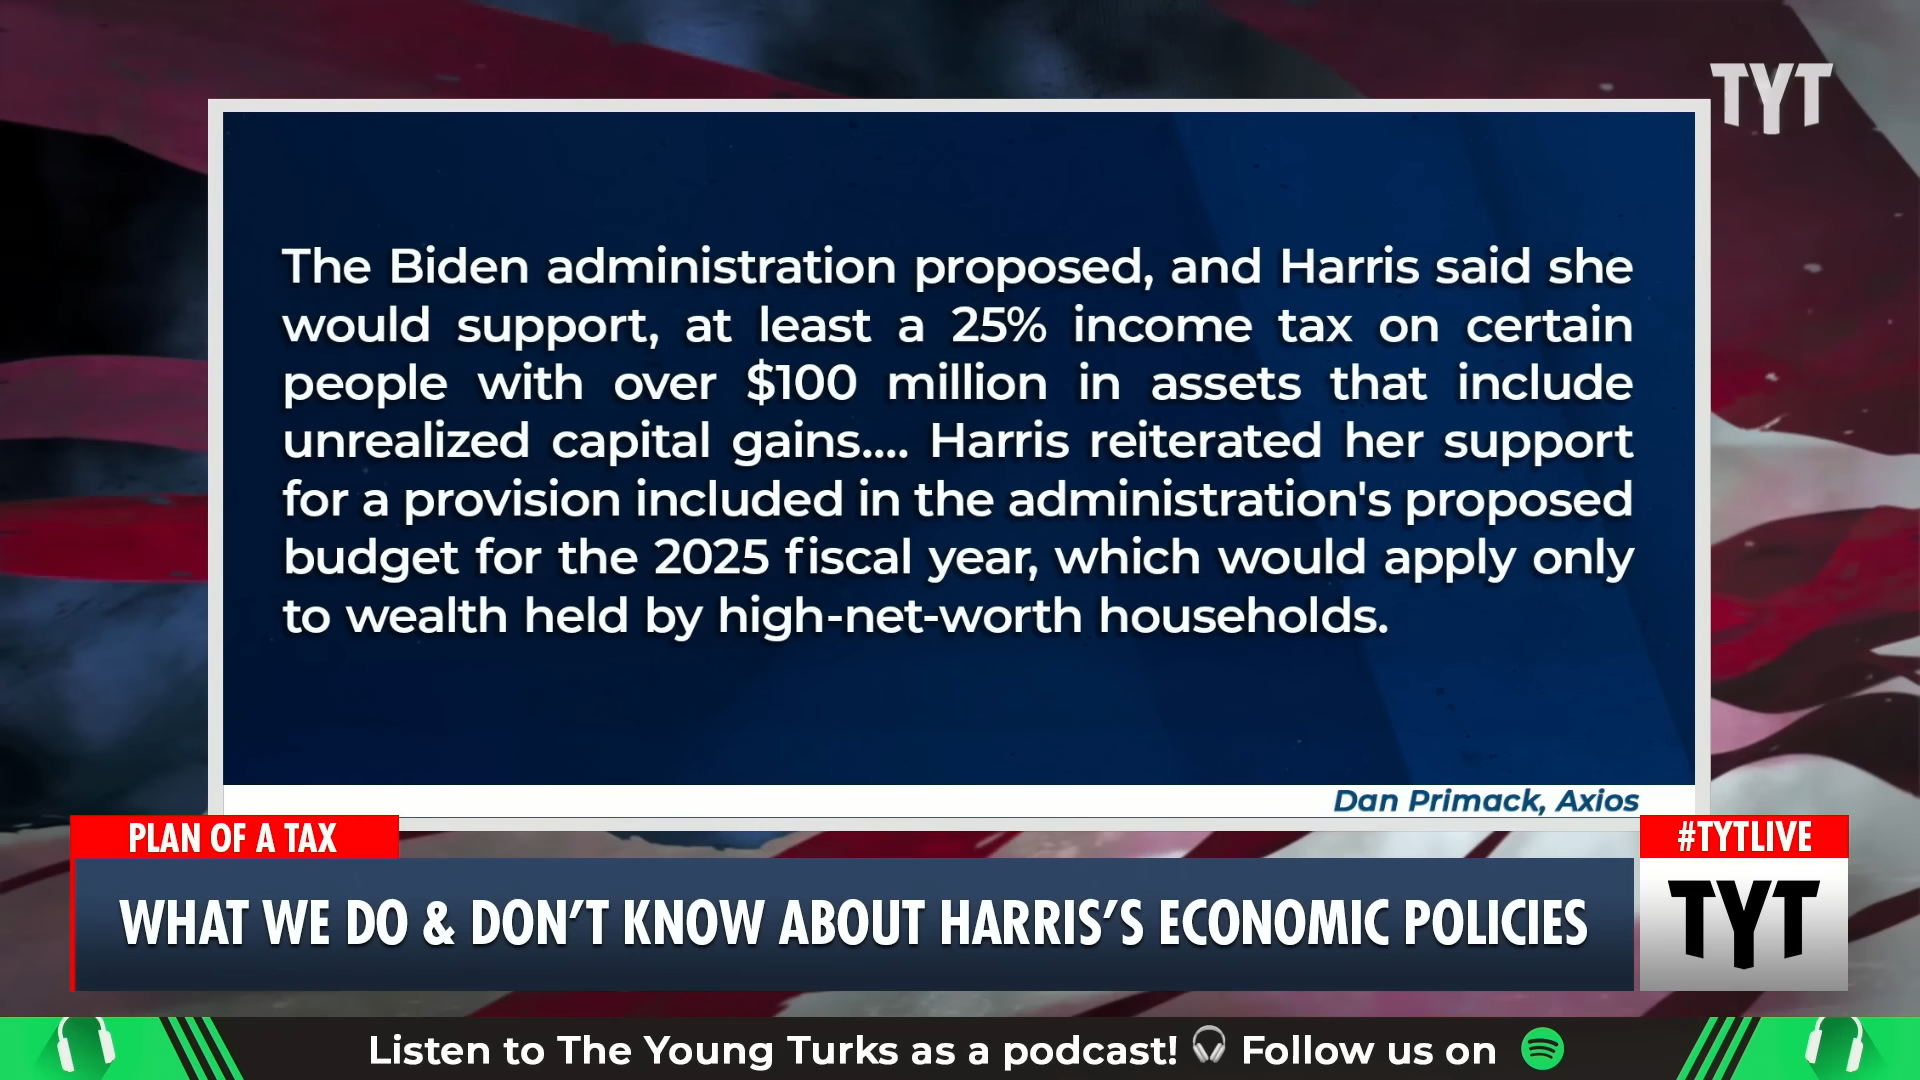 TYT
The Biden administration proposed, and Harris said she
would support, at least a 25% income tax on certain
people with over $100 million in assets that include
unrealized capital gains.... Harris reiterated her support
for a provision included in the administration's proposed
budget for the 2025 fiscal year, which would apply only
to wealth held by high-net-worth households.
Dan Primack, Axios
PLAN OF A TAX
#TYTLIVE
WHAT WE DO & DON'T KNOW ABOUT HARRIS'S ECONOMIC POLICIES
TYT
Listen to The Young Turks as a podcast! Follow us on